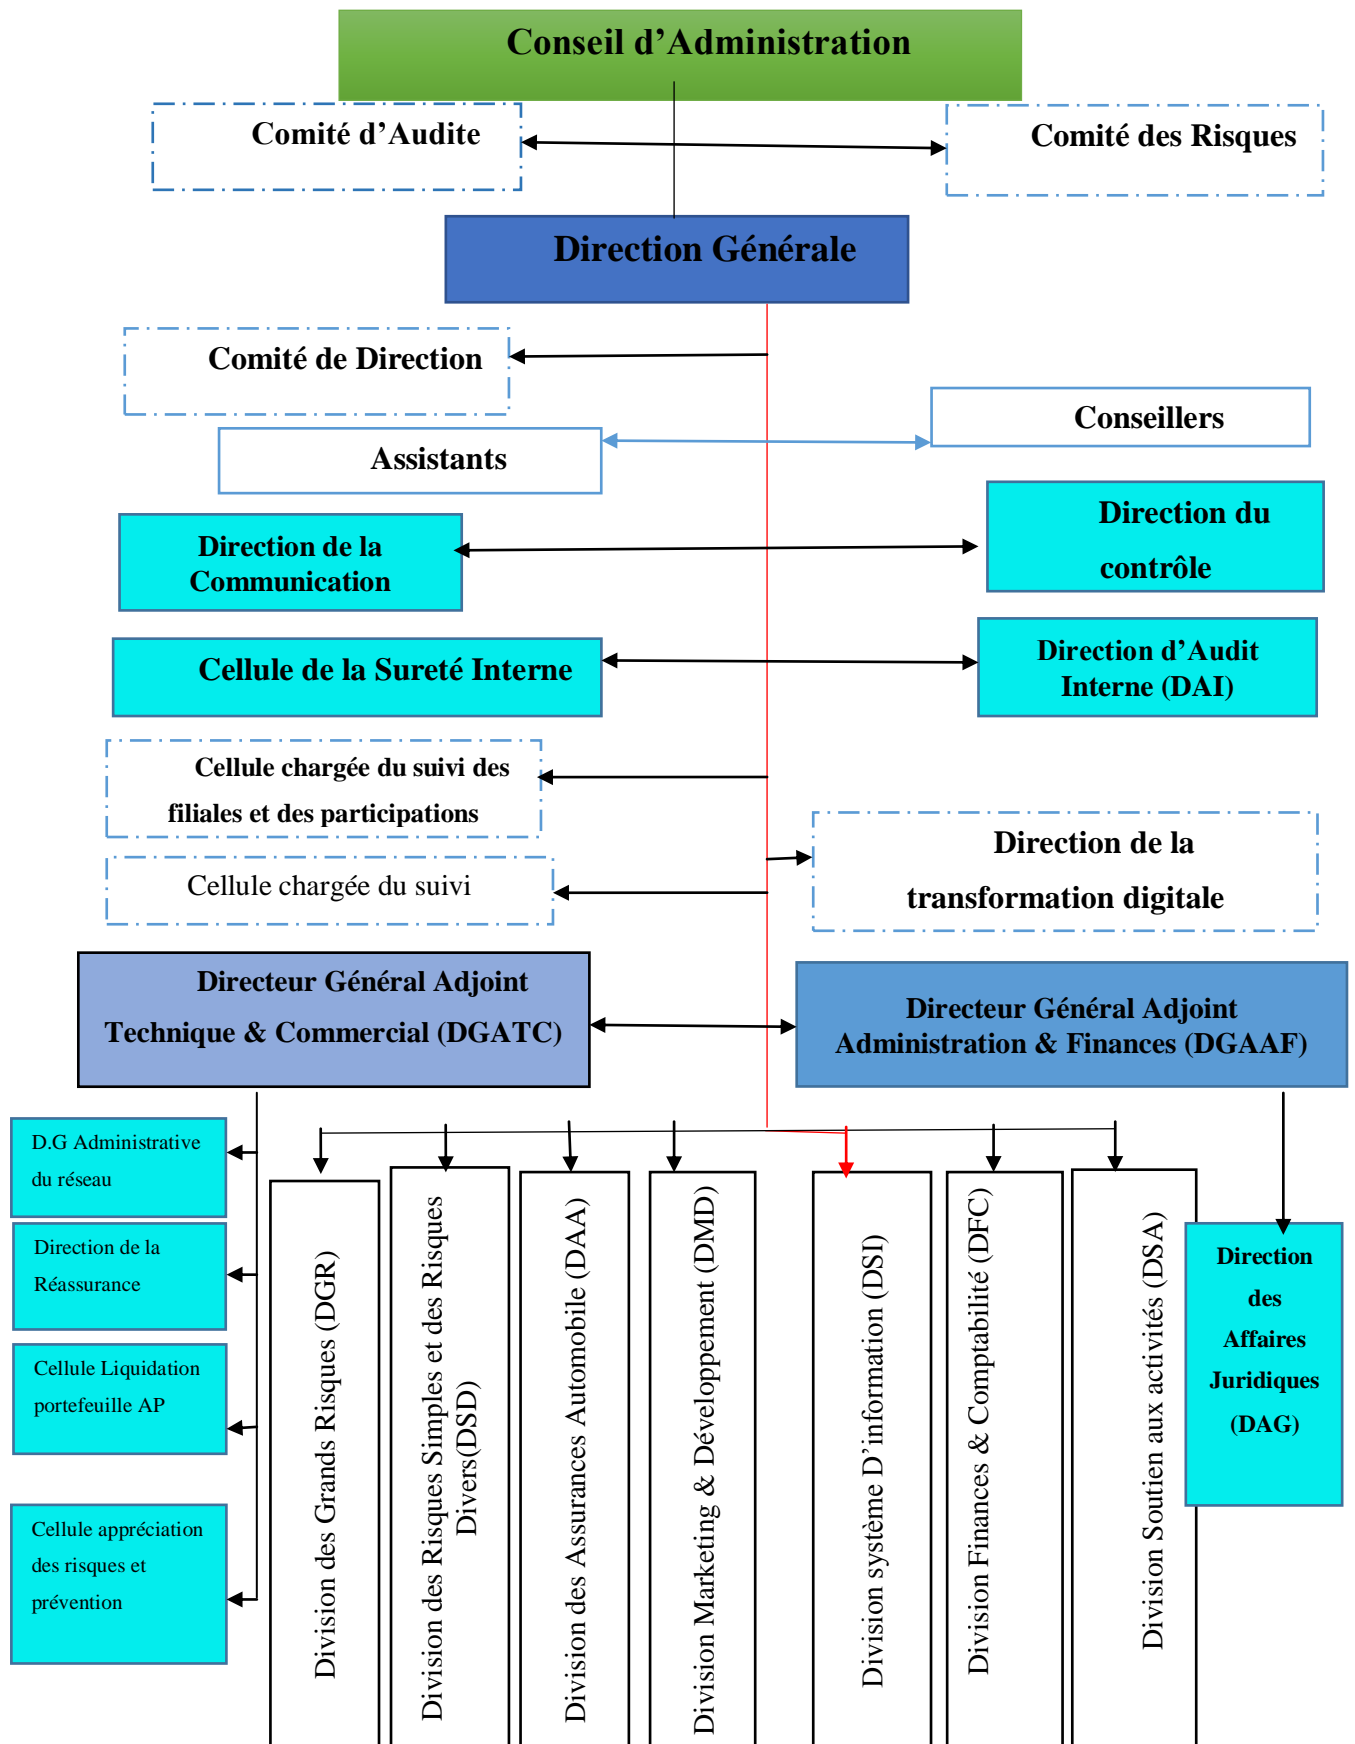 Conseil d’Administration
Comité d’Audite
Comité des Risques
Direction Générale
Comité de Direction
Conseillers
Assistants
Direction de la
Communication
Direction du
contrôle
Cellule de la Sureté Interne
Direction d’Audit
Interne (DAI)
Cellule chargée du suivi des
filiales et des participations
Direction de la
transformation digitale
Cellule chargée du suivi
Directeur Général Adjoint
Technique & Commercial (DGATC)
Directeur Général Adjoint
Administration & Finances (DGAAF)
D.G Administrative
du réseau
Direction de la
Réassurance
Cellule Liquidation
portefeuille AP
Cellule appréciation
des risques et
prévention
Division des Grands Risques (DGR)
Division des Risques Simples et des Risques
Divers(DSD)
Division des Assurances Automobile (DAA)
Division Marketing & Développement (DMD)
Division système D’information (DSI)
Division Finances & Comptabilité (DFC)
Division Soutien aux activités (DSA)
Direction
des
Affaires
Juridiques
(DAG)